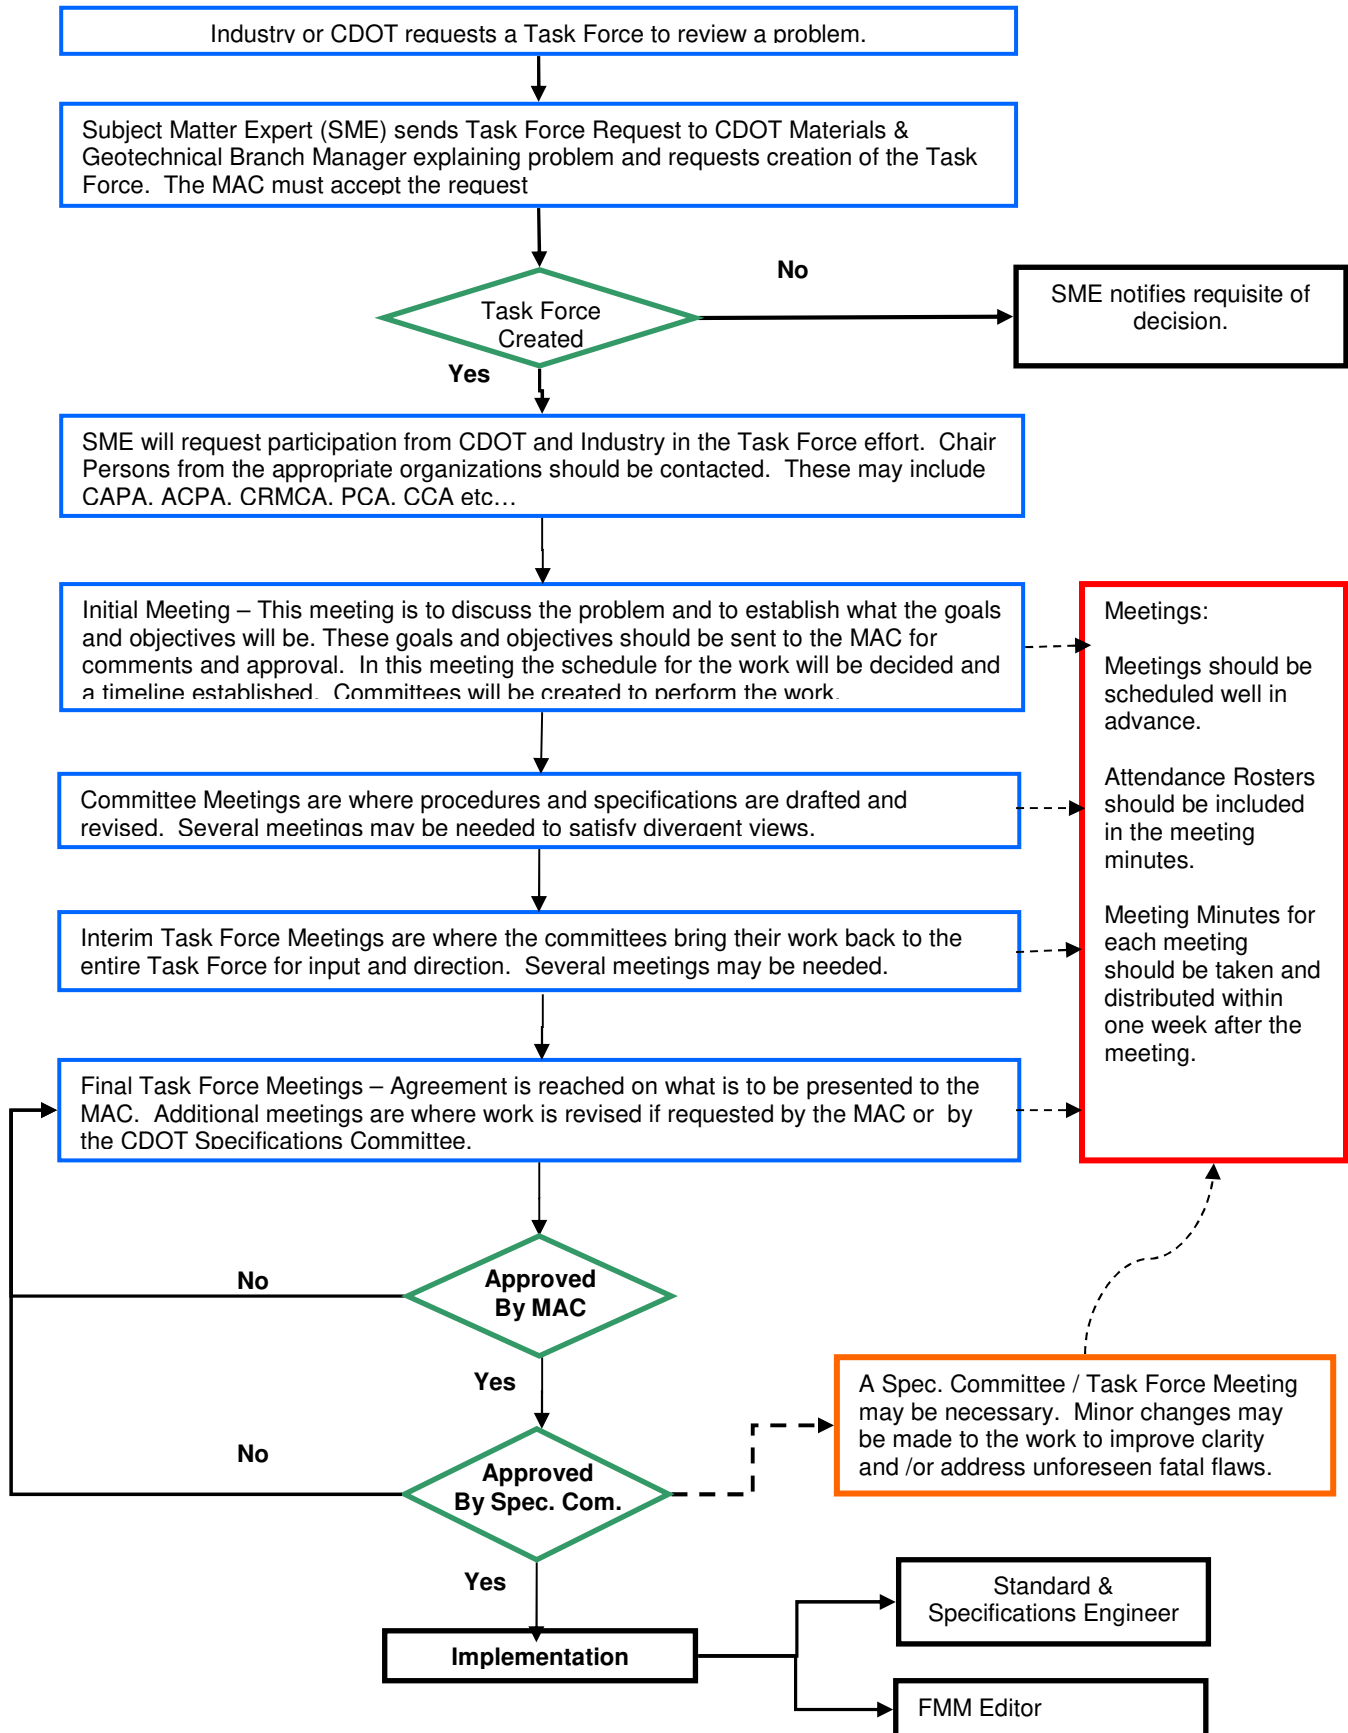 Industry or CDOT requests a Task Force to review a problem.
Subject Matter Expert (SME) sends Task Force Request to CDOT Materials &
Geotechnical Branch Manager explaining problem and requests creation of the Task
Force.  The MAC must accept the request
No
Task Force
Created
SME notifies requisite of
decision.
Yes
SME will request participation from CDOT and Industry in the Task Force effort.  Chair
Persons from the appropriate organizations should be contacted.  These may include
CAPA, ACPA, CRMCA, PCA, CCA etc…
Initial Meeting – This meeting is to discuss the problem and to establish what the goals
and objectives will be. These goals and objectives should be sent to the MAC for
comments and approval.  In this meeting the schedule for the work will be decided and
a timeline established.  Committees will be created to perform the work.
Meetings:
Meetings should be
scheduled well in
advance.
Attendance Rosters
should be included
in the meeting
minutes.
Meeting Minutes for
each meeting
should be taken and
distributed within
one week after the
meeting.
Committee Meetings are where procedures and specifications are drafted and
revised.  Several meetings may be needed to satisfy divergent views.
Interim Task Force Meetings are where the committees bring their work back to the
entire Task Force for input and direction.  Several meetings may be needed.
Final Task Force Meetings – Agreement is reached on what is to be presented to the
MAC.  Additional meetings are where work is revised if requested by the MAC or  by
the CDOT Specifications Committee.
No
Approved
By MAC
Yes
A Spec. Committee / Task Force Meeting
may be necessary.  Minor changes may
be made to the work to improve clarity
and /or address unforeseen fatal flaws.
No
Approved
By Spec. Com.
Yes
Standard &
Specifications Engineer
Implementation
FMM Editor